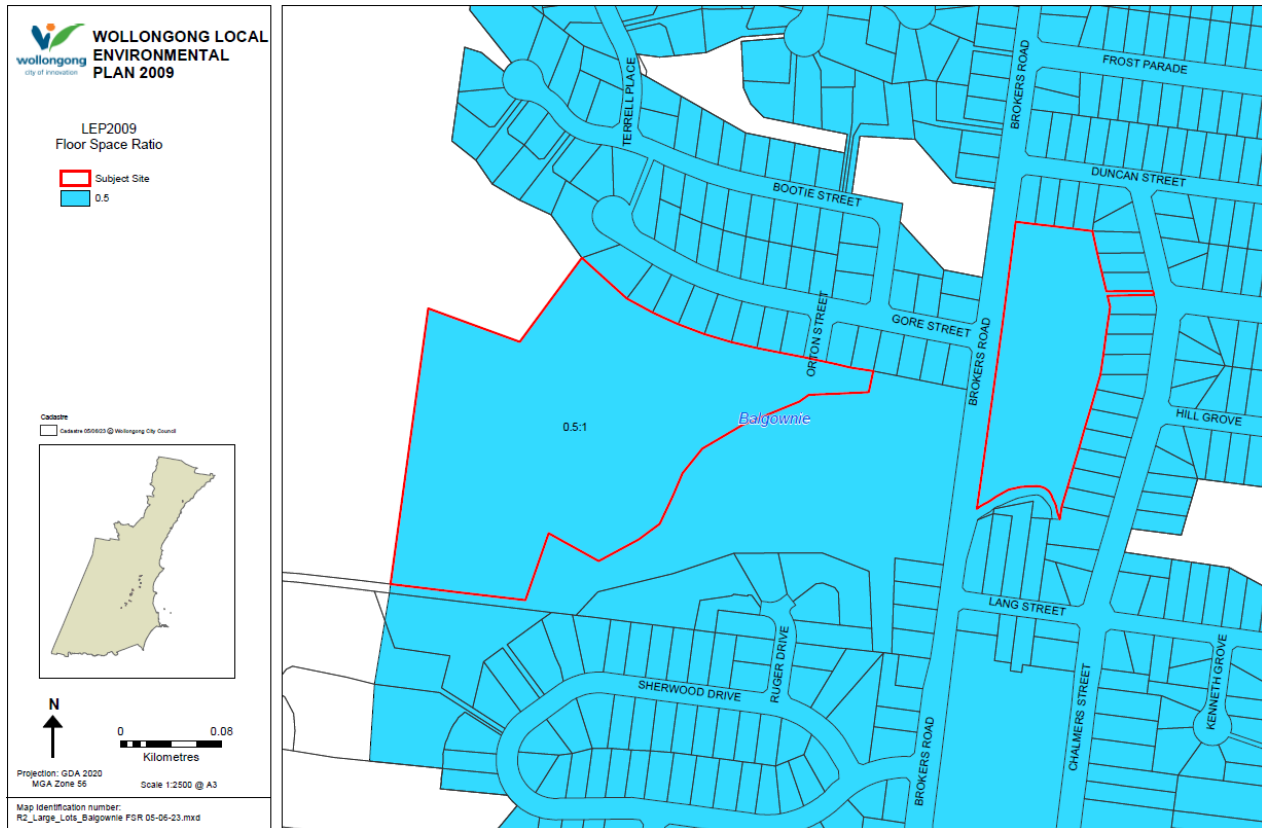 WOLLONGONG LOCAL
ENVIRONMENTAL
PLAN 2009
wollongong
city of innovation
LEP2009
Floor Space Ratio
Subject Site
0.5
Cadastre
Cadastre 05/06/23 © Wollongong City Council
N
0
0.08
Kilometres
Projection: GDA 2020
MGA Zone 56
Scale 1:2500 @ A3
Map Identification number:
R2_Large_Lots_Balgownie FSR 05-06-23.mxd
TERRELL PLACE
BROKERS ROAD
FROST PARADE
DUNCAN STREET
BOOTIE STREET
ORTON STREET
GORE STREET
BROKERS ROAD
Balgownie
0.5:1
HILL GROVE
LANG STREET
RUGER DRIVE
SHERWOOD DRIVE
BROKERS ROAD
CHALMERS STREET
KENNETH GROVE